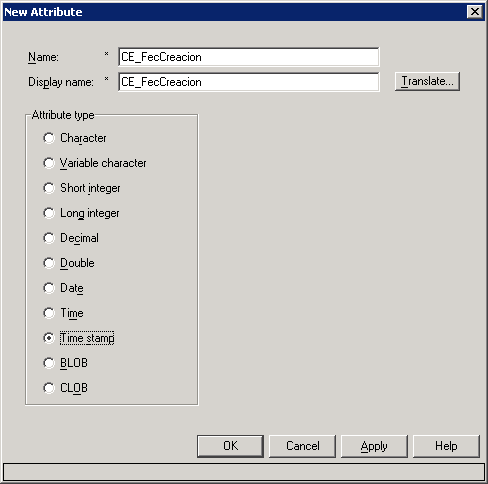 New Attribute
Name: * CE_FecCreacion
Display name: * CE_FecCreacion Translate...
Attribute type
Character
Variable character
Short integer
Long integer
Decimal
Double
Date
Time
Time stamp
BLOB
CLOB
OK Cancel Apply Help